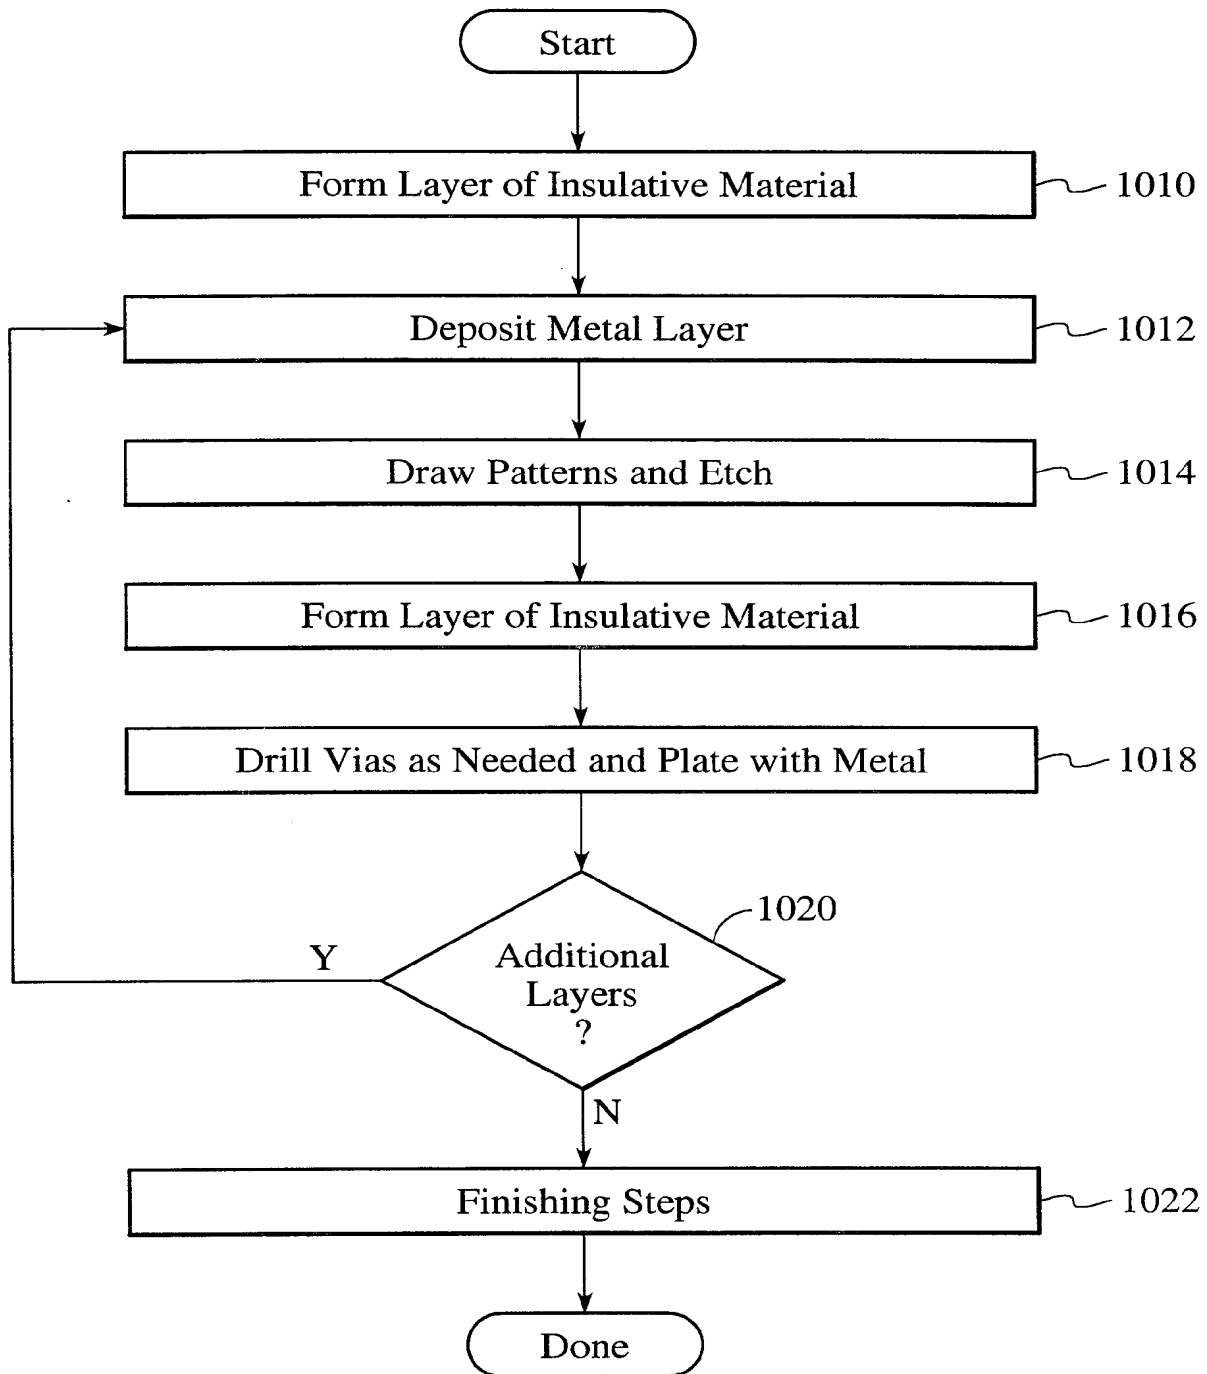 Start
Form Layer of Insulative Material 1010
Deposit Metal Layer 1012
Draw Patterns and Etch 1014
Form Layer of Insulative Material 1016
Drill Vias as Needed and Plate with Metal 1018
1020
Y
Additional
Layers
?
N
Finishing Steps 1022
Done